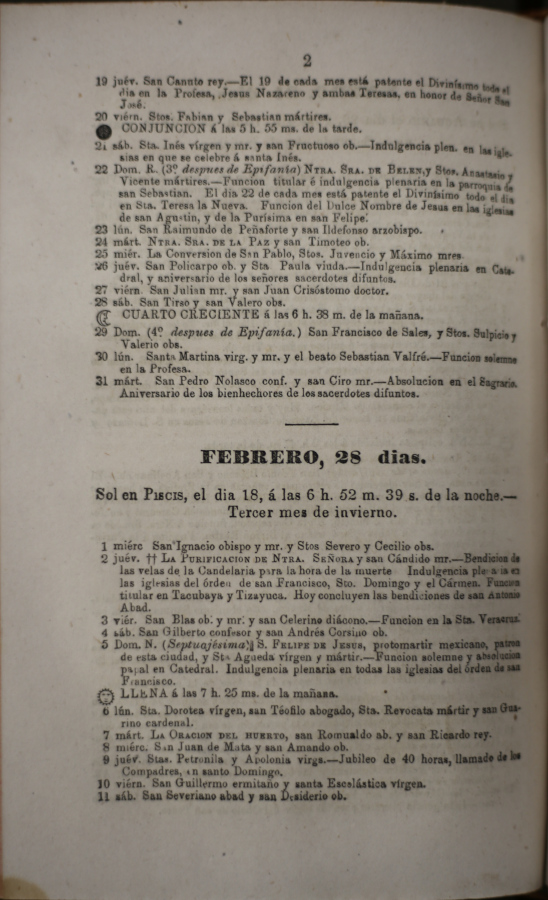 2
19 juév. San Canuto rey.—El 19 de cada mes está patente el Divinísimo todo el
dia en la Profesa, Jesus Nazareno y ambas Teresas, en honor de Señor San
José.
20 viérn. Stos. Fabian y Sebastian mártires.
CONJUNCION á las 5 h. 55 ms. de la tarde.
21 sáb. Sta. Inés vírgen y mr. y san Fructuoso ob.—Indulgencia plen. en las igle-
sias en que se celebre á santa Inés.
22 Dom. R. (3º despues de Epifanía) NTRA. SRA. DE BELEN, y Stos. Anastasio y
Vicente mártires.—Funcion titular é indulgencia plenaria en la parroquia de
san Sebastian. El dia 22 de cada mes está patente el Divinísimo todo el dia
en Sta. Teresa la Nueva. Funcion del Dulce Nombre de Jesus en las iglesias
de san Agustin, y de la Purísima en san Felipe.
23 lún. San Raimundo de Peñaforte y san Ildefonso arzobispo.
24 márt. NTRA. SRA. DE LA PAZ y san Timoteo ob.
25 miér. La Conversion de San Pablo, Stos. Juvencio y Máximo mres.
26 juév. San Policarpo ob. y Sta. Paula viuda.—Indulgencia plenaria en Cate-
dral, y aniversario de los señores sacerdotes difuntos.
27 viérn. San Julian mr. y san Juan Crisóstomo doctor.
28 sáb. San Tirso y san Valero obs.
CUARTO CRECIENTE á las 6 h. 38 m. de la mañana.
29 Dom. (4º despues de Epifanía.) San Francisco de Sales, y Stos. Sulpicio y
Valerio obs.
30 lún. Santa Martina virg. y mr. y el beato Sebastian Valfré.—Funcion solemne
en la Profesa.
31 márt. San Pedro Nolasco conf. y san Ciro mr.—Absolucion en el Sagrario.
Aniversario de los bienhechores de los sacerdotes difuntos.
FEBRERO, 28 dias.
Sol en PISCIS, el dia 18, á las 6 h. 52 m. 39 s. de la noche.—
Tercer mes de invierno.
1 miérc San Ignacio obispo y mr. y Stos Severo y Cecilio obs.
2 juév. †† LA PURIFICACION DE NTRA. SEÑORA y san Cándido mr.—Bendicion de
las velas de la Candelaria para la hora de la muerte Indulgencia plenaria en
las iglesias del órden de san Francisco, Sto. Domingo y el Cármen. Funcion
titular en Tacubaya y Tizayuca. Hoy concluyen las bendiciones de san Antonio
Abad.
3 viér. San Blas ob. y mr. y san Celerino diácono.—Funcion en la Sta. Veracruz.
4 sáb. San Gilberto confesor y san Andrés Corsino ob.
5 Dom. N. (Septuajésima) S. FELIPE DE JESUS, protomartir mexicano, patron
de esta ciudad, y Sta Agueda vírgen y mártir.—Funcion solemne y absolucion
papal en Catedral. Indulgencia plenaria en todas las iglesias del órden de san
Francisco.
LLENA á las 7 h. 25 ms. de la mañana.
6 lún. Sta. Dorotea vírgen, san Teófilo abogado, Sta. Revocata mártir y san Gua-
rino cardenal.
7 márt. LA ORACION DEL HUERTO, san Romualdo ab. y san Ricardo rey.
8 miérc. San Juan de Mata y san Amando ob.
9 juév. Stas. Petronila y Apolonia virgs.—Jubileo de 40 horas, llamado de los
Compadres, en santo Domingo.
10 viérn. San Guillermo ermitaño y santa Escolástica vírgen.
11 sáb. San Severiano abad y san Desiderio ob.